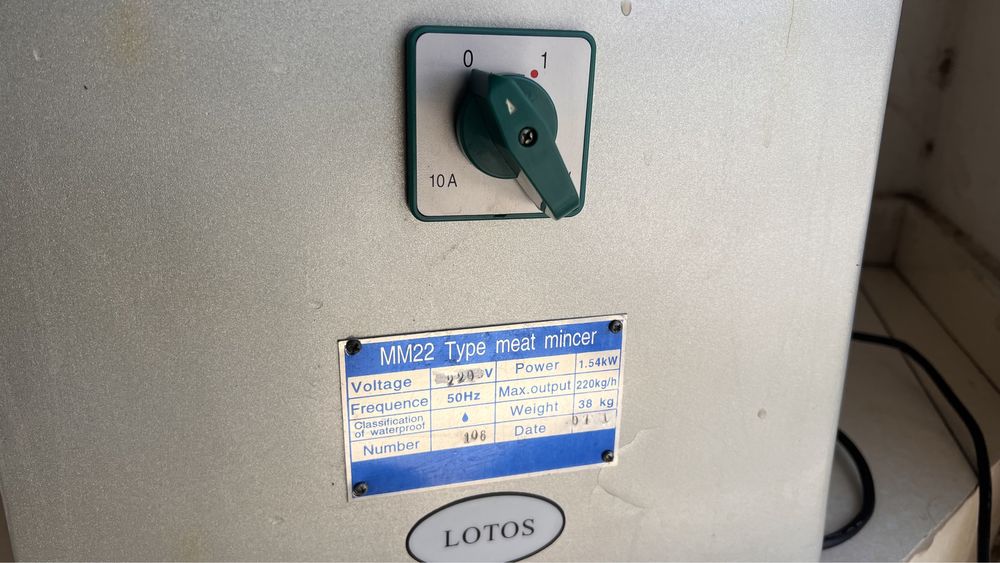 0 1
10 A
MM22 Type meat mincer
Voltage 220 V Power 1.54kW
Frequence 50Hz Max.output 220kg/h
Classification of waterproof Weight 38 kg
Number 106 Date
LOTOS